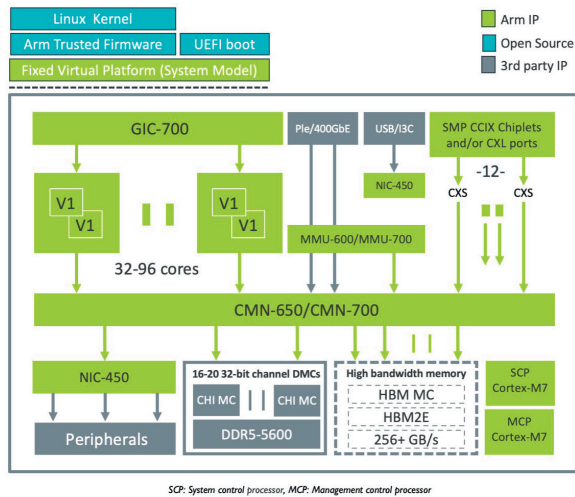 Linux Kernel
Arm Trusted Firmware
UEFI boot
Fixed Virtual Platform (System Model)
Arm IP
Open Source
3rd party IP
GIC-700
Ple/400GbE
USB/I3C
SMP CCIX Chiplets
and/or CXL ports
-12-
CXS
CXS
NIC-450
V1
V1
V1
V1
MMU-600/MMU-700
32-96 cores
CMN-650/CMN-700
NIC-450
Peripherals
16-20 32-bit channel DMCs
CHI MC
CHI MC
DDR5-5600
High bandwidth memory
HBM MC
HBM2E
256+ GB/s
SCP
Cortex-M7
MCP
Cortex-M7
SCP: System control processor, MCP: Management control processor